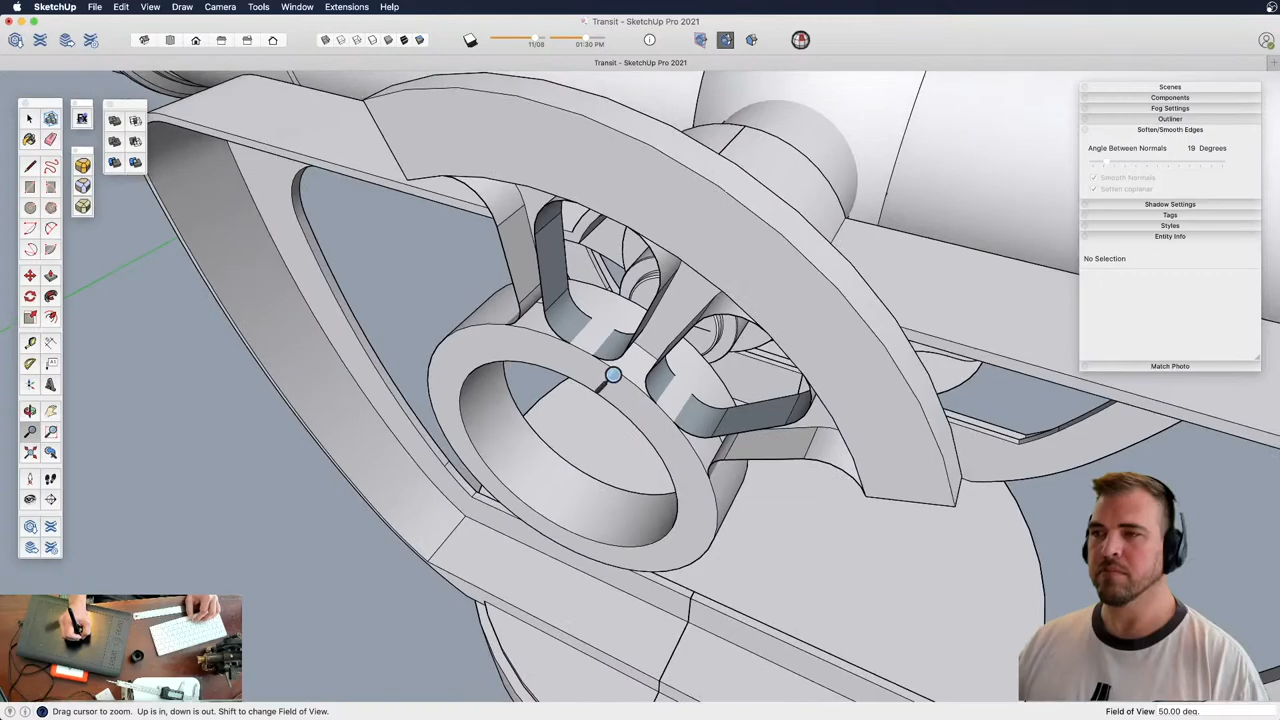 SketchUp File Edit View Draw Camera Tools Window Extensions Help
Transit - SketchUp Pro 2021
11/08 01:30 PM
Transit - SketchUp Pro 2021
Scenes
Components
Fog Settings
Outliner
Soften/Smooth Edges
Angle Between Normals 19 Degrees
Smooth Normals
Soften coplanar
Shadow Settings
Tags
Styles
Entity Info
No Selection
Match Photo
Drag cursor to zoom. Up is in, down is out. Shift to change Field of View.
Field of View 50.00 deg.